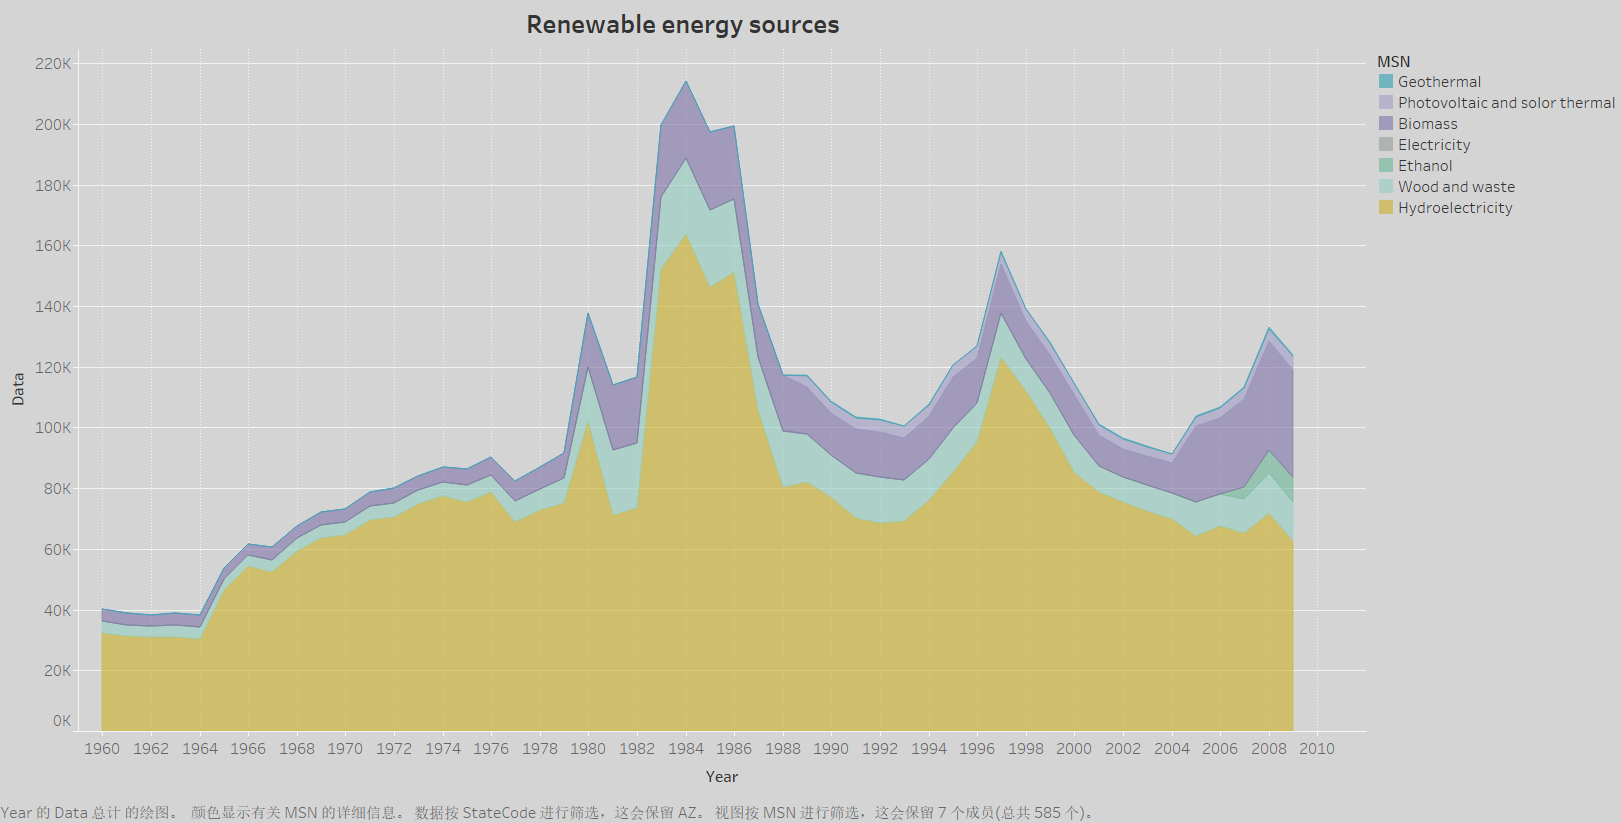 Renewable energy sources
220K
200K
180K
160K
140K
120K
100K
80K
60K
40K
20K
0K
Data
1960 1962 1964 1966 1968 1970 1972 1974 1976 1978 1980 1982 1984 1986 1988 1990 1992 1994 1996 1998 2000 2002 2004 2006 2008 2010
Year
MSN
Geothermal
Photovoltaic and solor thermal
Biomass
Electricity
Ethanol
Wood and waste
Hydroelectricity
Year 的 Data 总计 的绘图。 颜色显示有关 MSN 的详细信息。 数据按 StateCode 进行筛选，这会保留 AZ。 视图按 MSN 进行筛选，这会保留 7 个成员(总共 585 个)。